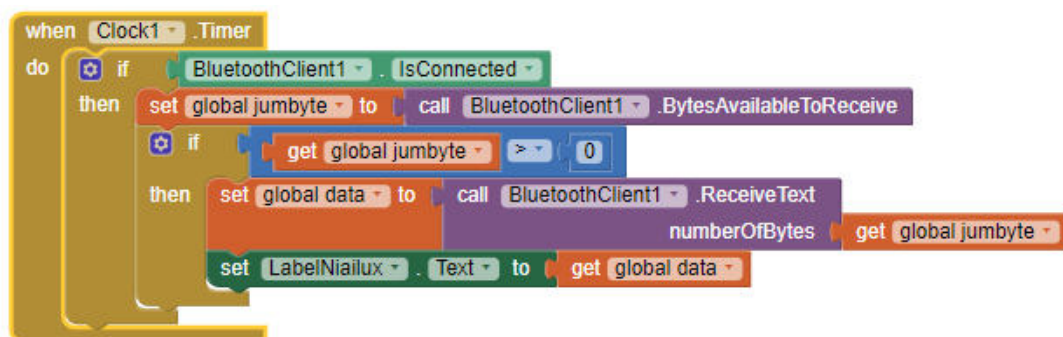 when Clock1 .Timer
do if BluetoothClient1 . IsConnected
then set global jumbyte to call BluetoothClient1 .BytesAvailableToReceive
if get global jumbyte > 0
then set global data to call BluetoothClient1 .ReceiveText
numberOfBytes get global jumbyte
set LabelNiailux . Text to get global data